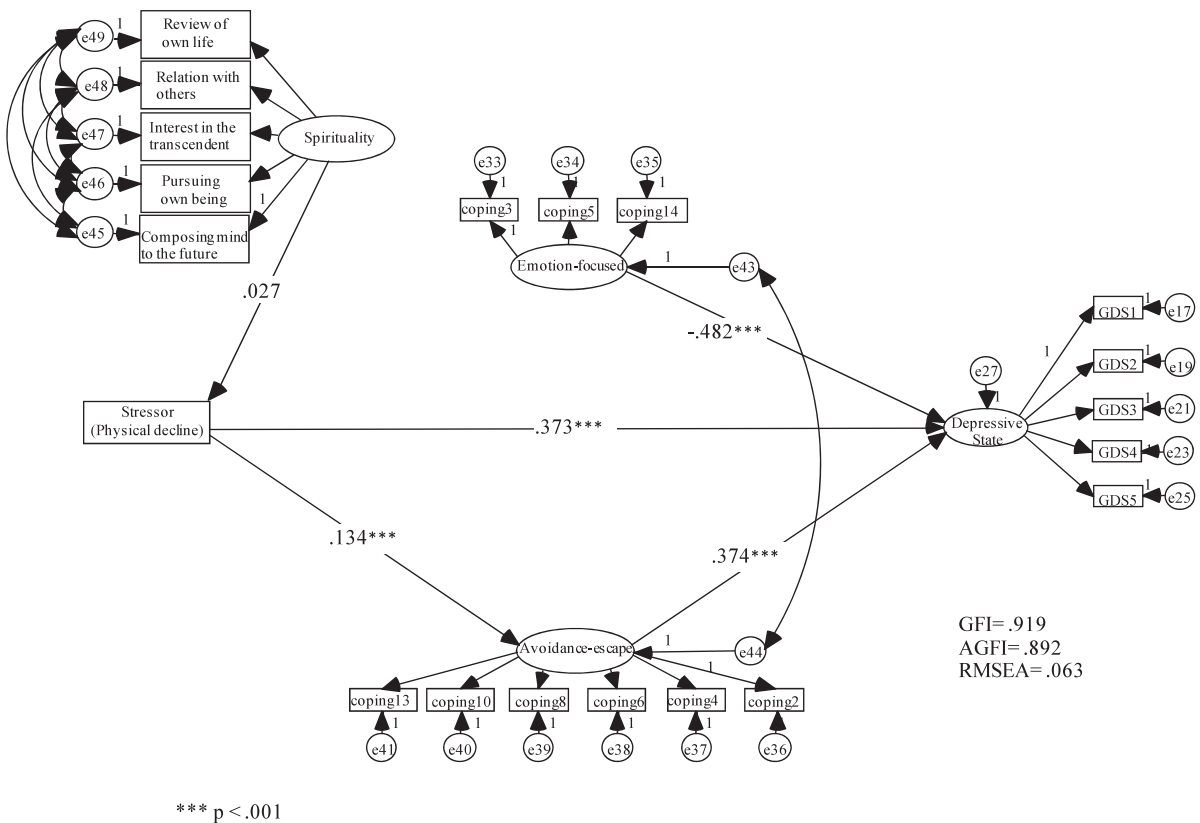 e49
1
Review of
own life
e48
1
Relation with
others
e47
1
Interest in the
transcendent
e46
1
Pursuing
own being
e45
1
Composing mind
to the future
1
Spirituality
.027
e33
e34
e35
1
1
1
coping3
coping5
coping14
Emotion-focused
1
e43
-.482***
Stressor
(Physical decline)
.373***
e27
1
Depressive
State
1
GDS1
1
e17
GDS2
1
e19
GDS3
1
e21
GDS4
1
e23
GDS5
1
e25
.134***
.374***
Avoidance-escape
1
e44
1
coping13
coping10
coping8
coping6
coping4
coping2
1
1
1
1
1
e41
e40
e39
e38
e37
e36
GFI= .919
AGFI= .892
RMSEA= .063
*** p < .001